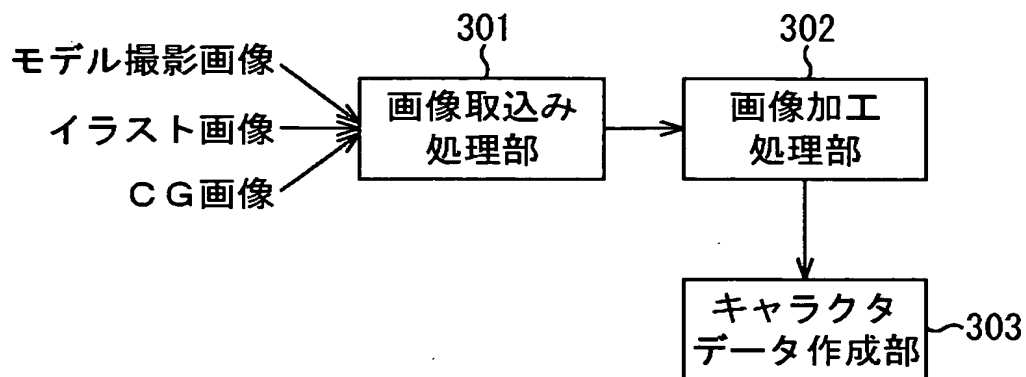 301
302
モデル撮影画像
イラスト画像
ＣＧ画像
画像取込み
処理部
画像加工
処理部
キャラクタ
データ作成部
303